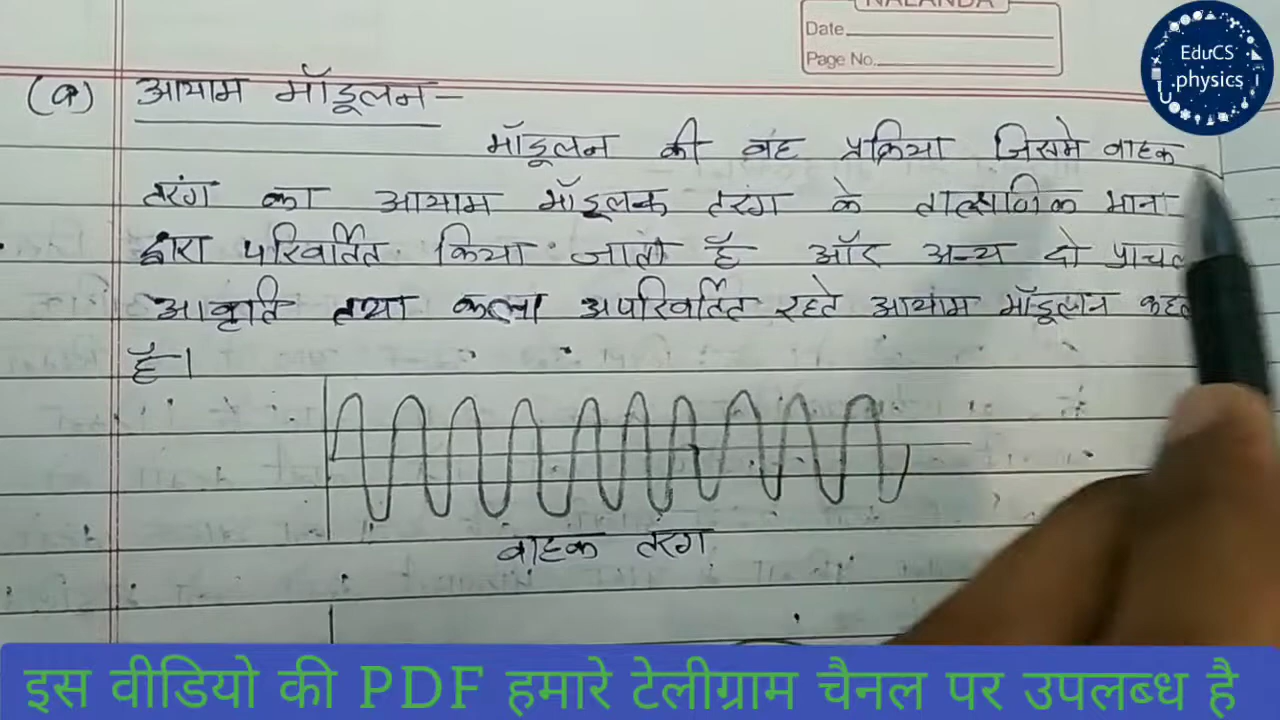 NALANDA
Date
Page No.
EduCS
physics
(a) आयाम मॉडूलन-
मॉडूलन की वह प्रक्रिया जिसमे वाहक
तरंग का आयाम मॉडूलक तरंग के तात्क्षणिक माना
द्वारा परिवर्तित किया जाता है और अन्य दो प्राचल
आवृति तथा कला अपरिवर्तित रहते आयाम मॉडूलन कहत
है।
वाहक तरंग
इस वीडियो की PDF हमारे टेलीग्राम चैनल पर उपलब्ध है